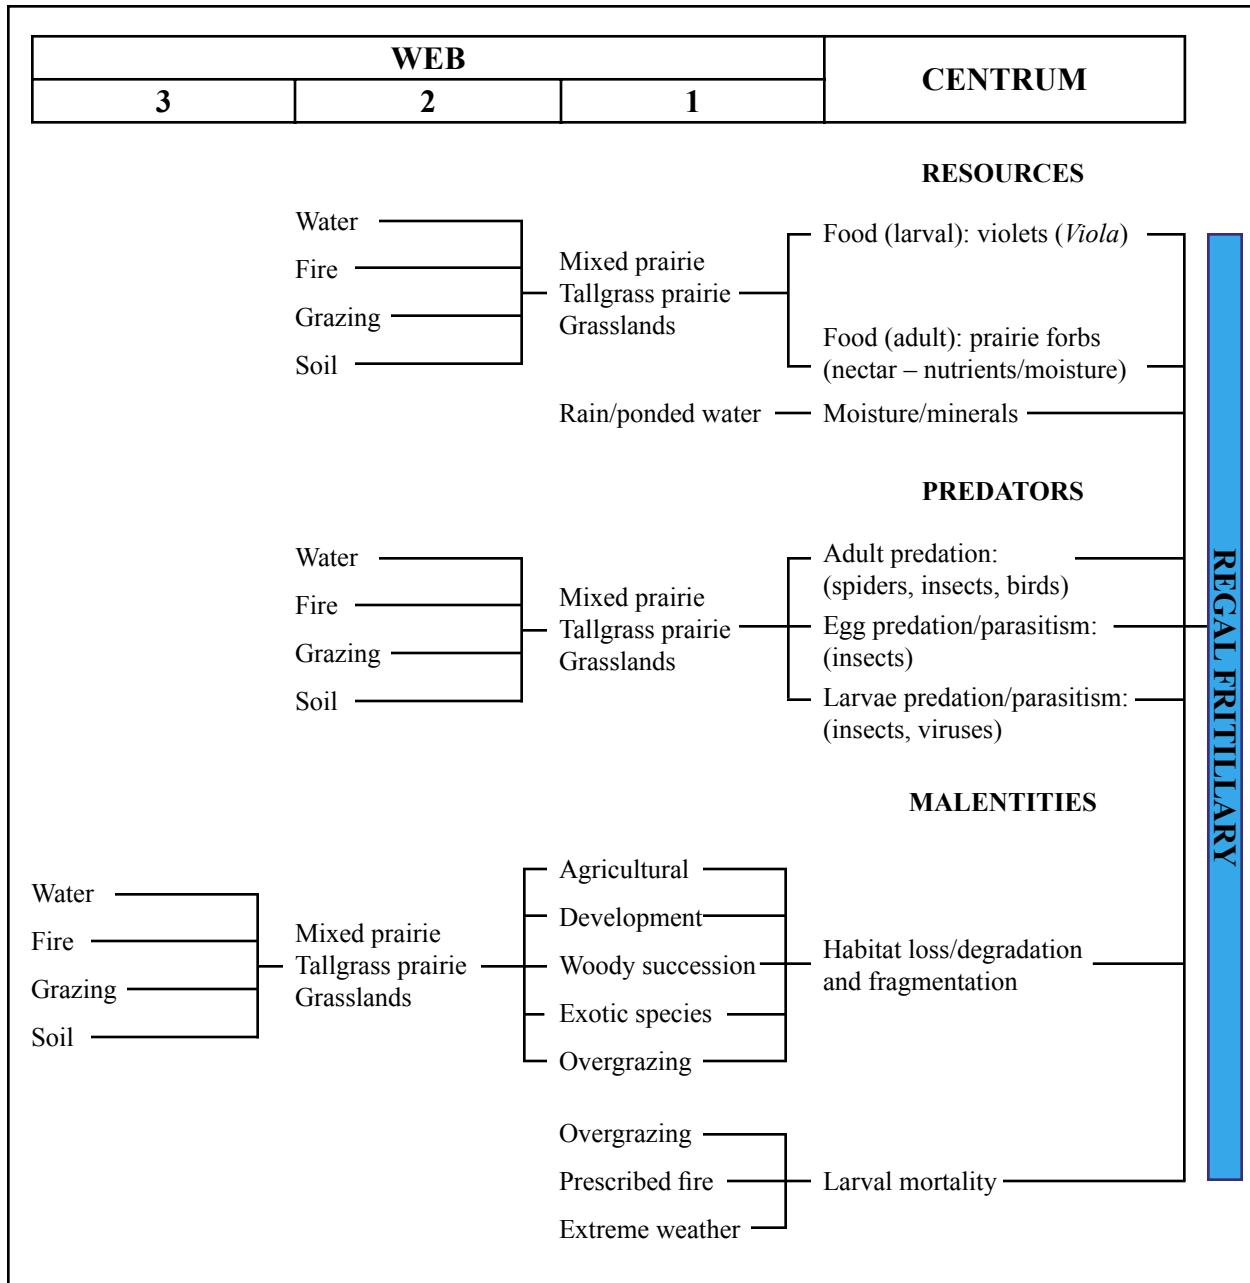 WEB
CENTRUM
3
2
1
RESOURCES
Water
Fire
Grazing
Soil
Mixed prairie
Tallgrass prairie
Grasslands
Food (larval): violets (Viola)
Food (adult): prairie forbs
(nectar – nutrients/moisture)
Rain/ponded water
Moisture/minerals
PREDATORS
Water
Fire
Grazing
Soil
Mixed prairie
Tallgrass prairie
Grasslands
Adult predation:
(spiders, insects, birds)
Egg predation/parasitism:
(insects)
Larvae predation/parasitism:
(insects, viruses)
MALENTITIES
Water
Fire
Grazing
Soil
Mixed prairie
Tallgrass prairie
Grasslands
Agricultural
Development
Woody succession
Exotic species
Overgrazing
Habitat loss/degradation
and fragmentation
Overgrazing
Prescribed fire
Extreme weather
Larval mortality
REGAL FRITILLARY